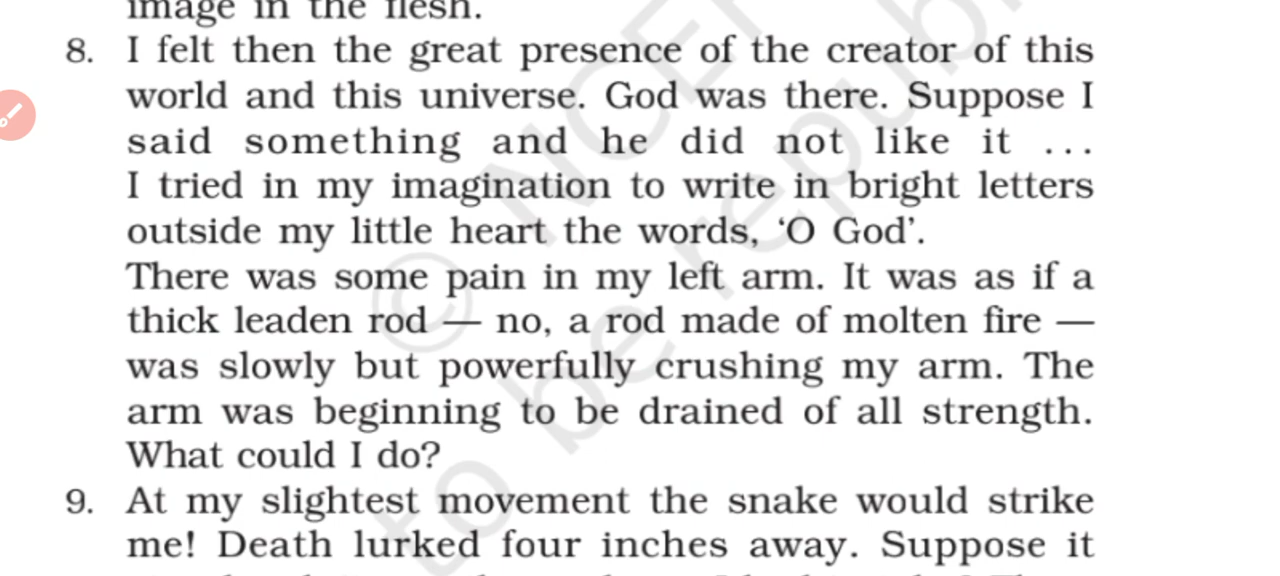 image in the flesh.
8. I felt then the great presence of the creator of this
world and this universe. God was there. Suppose I
said something and he did not like it ...
I tried in my imagination to write in bright letters
outside my little heart the words, ‘O God’.
There was some pain in my left arm. It was as if a
thick leaden rod — no, a rod made of molten fire —
was slowly but powerfully crushing my arm. The
arm was beginning to be drained of all strength.
What could I do?
9. At my slightest movement the snake would strike
me! Death lurked four inches away. Suppose it